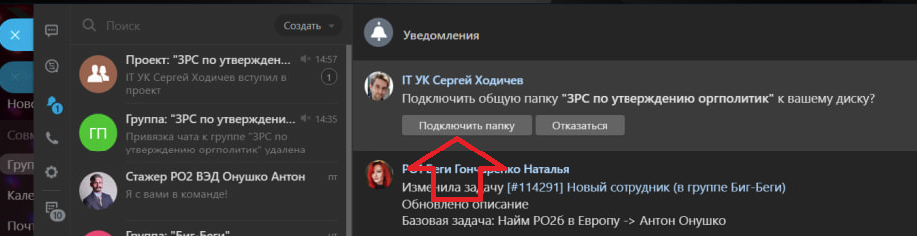 Поиск
Создать
Уведомления
Проект: "ЗРС по утвержден...
14:57
IT УК Сергей Ходичев вступил в
проект
1
Группа: "ЗРС по утвержден...
14:35
ГП
Привязка чата к группе "ЗРС по
утверждению оргполитик" удалена
Стажер РО2 ВЭД Онушко Антон
пт
Я с вами в команде!
Группа: "Биг-Беги"
пт
1
10
Ново
Совм
Груп
Кале
Почт
IT УК Сергей Ходичев
Подключить общую папку "ЗРС по утверждению оргполитик" к вашему диску?
Подключить папку
Отказаться
Беги Гончаренко Наталья
Изменила задачу [#114291] Новый сотрудник (в группе Биг-Беги)
Обновлено описание
Базовая задача: Найм РО2б в Европу -> Антон Онушко